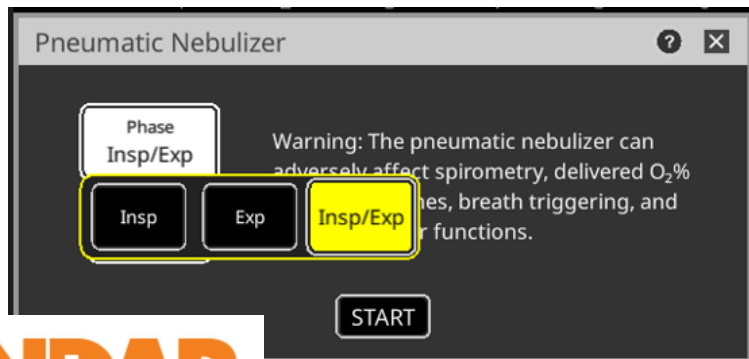 Pneumatic Nebulizer ?
Phase
Insp/Exp
Warning: The pneumatic nebulizer can
adversely affect spirometry, delivered O₂%
breath triggering, and
functions.
Insp Exp Insp/Exp
START